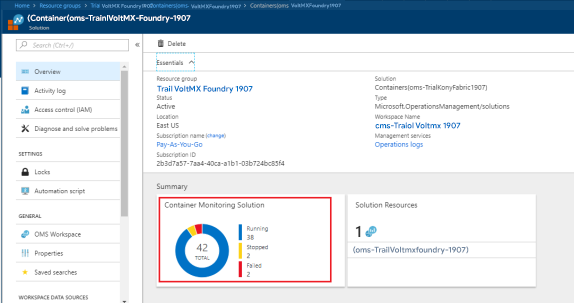 Home > Resource groups > Trial VoltMX Foundry1907 > Containers(oms- VoltMXFoundry1907
(Container(oms-Train|VoltMX-Foundry-1907
Solution
Search (Ctrl+/)
Overview
Activity log
Access control (IAM)
Diagnose and solve problems
SETTINGS
Locks
Automation script
GENERAL
OMS Workspace
Properties
Saved searches
WORKSPACE DATA SOURCES
Delete
Essentials
Resource group
Trail VoltMX Foundry 1907
Status
Active
Location
East US
Subscription name (change)
Pay-As-You-Go
Subscription ID
2b3d7a57-7aa4-40ca-a1b1-03b724bc85f4
Solution
Containers(oms-TrialKonyFabric1907)
Type
Microsoft.OperationsManagement/solutions
Workspace Name
cms-Traiol Voltmx 1907
Management services
Operations logs
Summary
Container Monitoring Solution
42
TOTAL
Running
38
Stopped
2
Failed
2
Solution Resources
1
(oms-TrailVoltmxfoundry-1907)